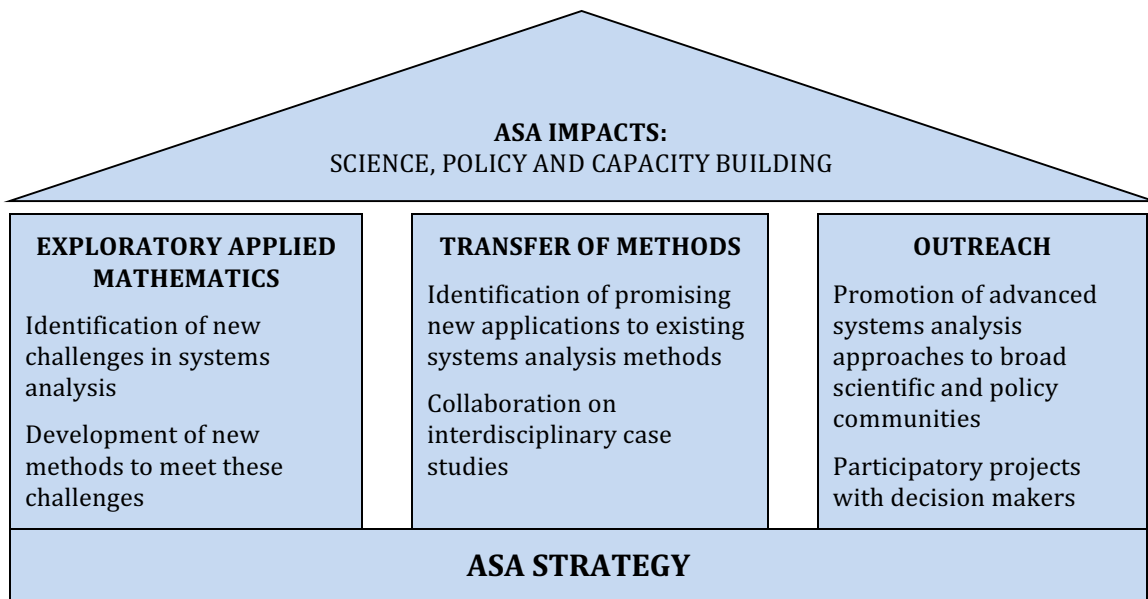 ASA IMPACTS:
SCIENCE, POLICY AND CAPACITY BUILDING
EXPLORATORY APPLIED
MATHEMATICS
Identification of new
challenges in systems
analysis
Development of new
methods to meet these
challenges
TRANSFER OF METHODS
Identification of promising
new applications to existing
systems analysis methods
Collaboration on
interdisciplinary case
studies
OUTREACH
Promotion of advanced
systems analysis
approaches to broad
scientific and policy
communities
Participatory projects
with decision makers
ASA STRATEGY